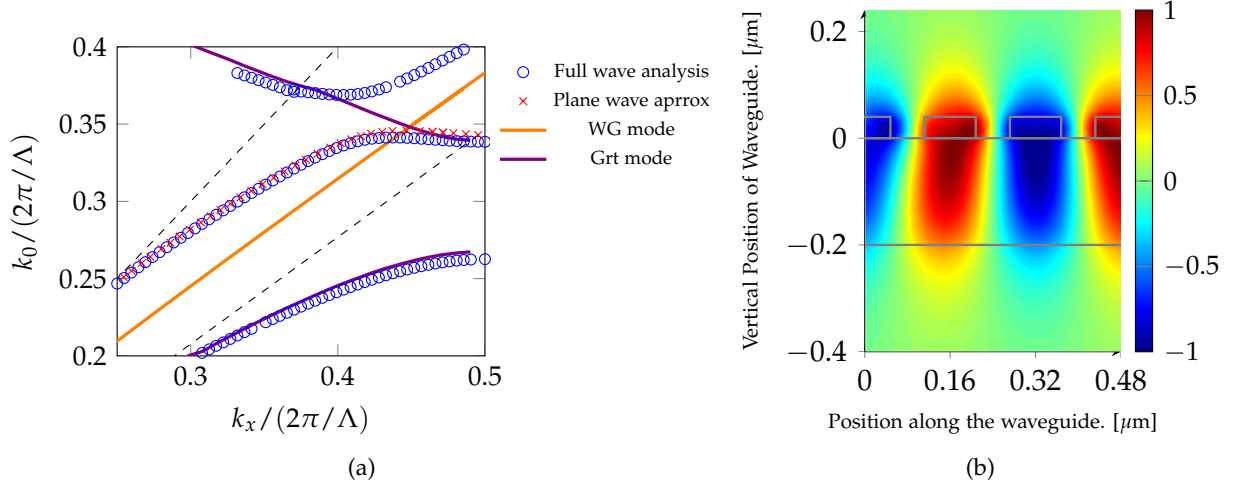 0.4
0.35
0.3
0.25
0.2
0.3
0.4
0.5
k₀/(2π/Λ)
kₓ/(2π/Λ)
Full wave analysis
Plane wave aprrox
WG mode
Grt mode
(a)
Vertical Position of Waveguide. [μm]
0.2
0
−0.2
−0.4
0
0.16
0.32
0.48
Position along the waveguide. [μm]
1
0.5
0
−0.5
−1
(b)